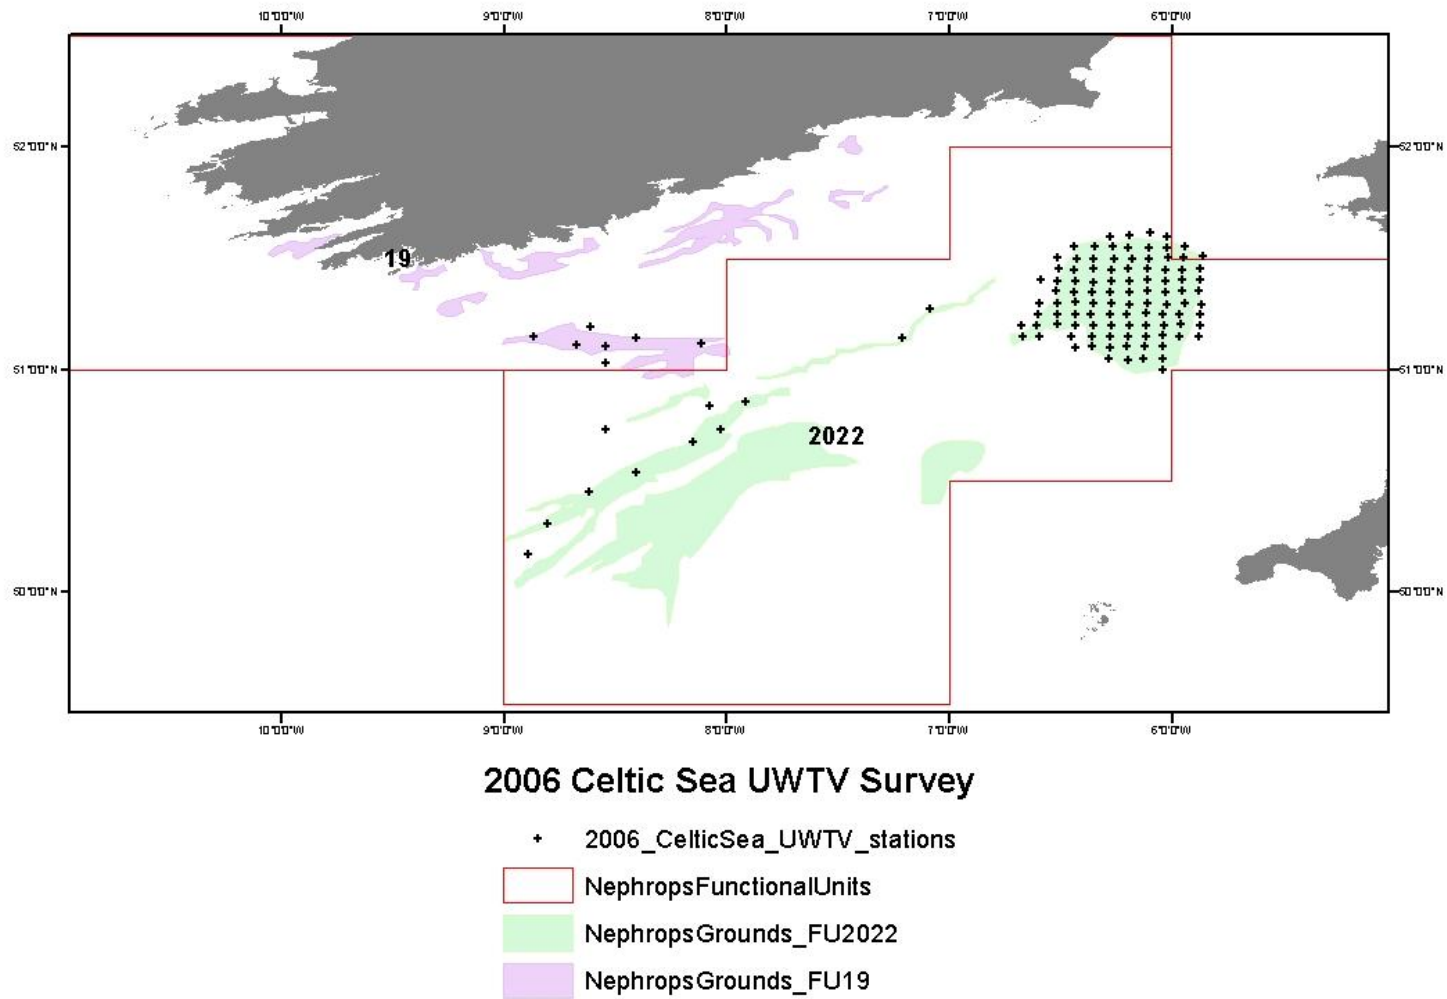 10°0'0"W 9°0'0"W 8°0'0"W 7°0'0"W 6°0'0"W
52°0'0"N 52°0'0"N
19
51°0'0"N 51°0'0"N
2022
50°0'0"N 50°0'0"N
10°0'0"W 9°0'0"W 8°0'0"W 7°0'0"W 6°0'0"W
2006 Celtic Sea UWTV Survey
2006_CelticSea_UWTV_stations
NephropsFunctionalUnits
NephropsGrounds_FU2022
NephropsGrounds_FU19